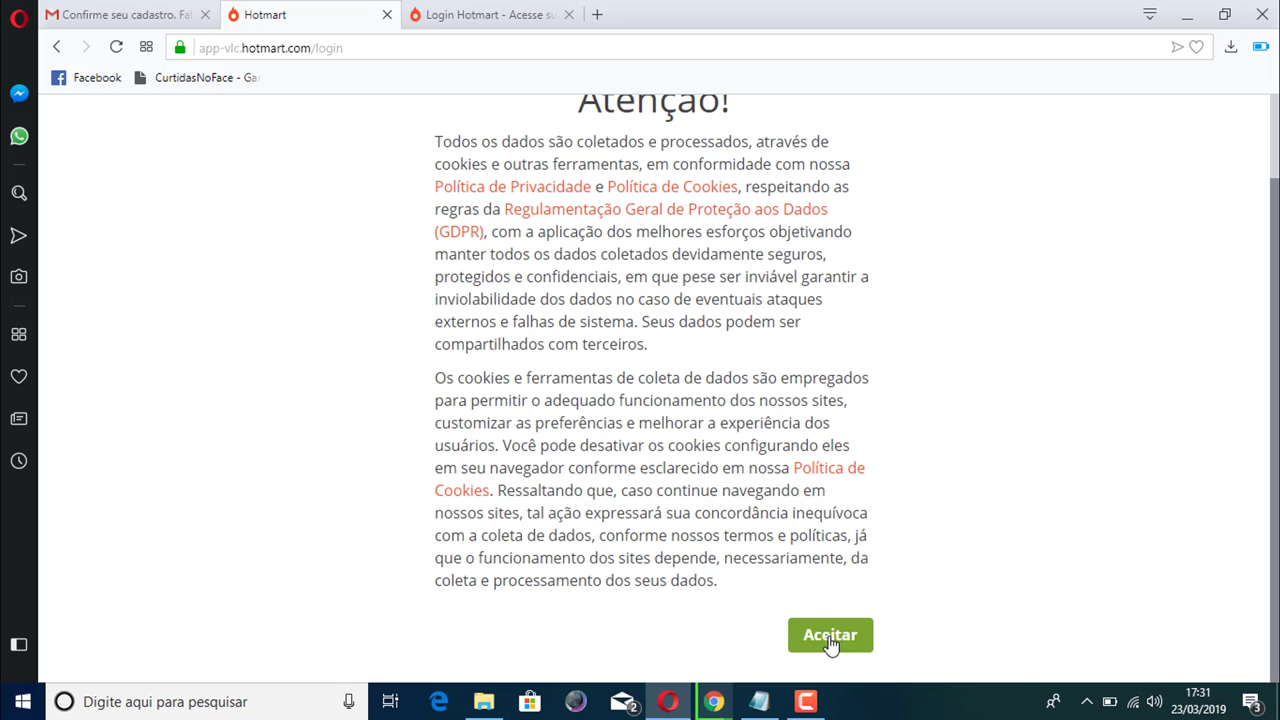 Confirme seu cadastro. Fal
Hotmart
Login Hotmart - Acesse su
app-vlc.hotmart.com/login
Facebook
CurtidasNoFace - Gar
Atenção!
Todos os dados são coletados e processados, através de
cookies e outras ferramentas, em conformidade com nossa
Política de Privacidade e Política de Cookies, respeitando as
regras da Regulamentação Geral de Proteção aos Dados
(GDPR), com a aplicação dos melhores esforços objetivando
manter todos os dados coletados devidamente seguros,
protegidos e confidenciais, em que pese ser inviável garantir a
inviolabilidade dos dados no caso de eventuais ataques
externos e falhas de sistema. Seus dados podem ser
compartilhados com terceiros.
Os cookies e ferramentas de coleta de dados são empregados
para permitir o adequado funcionamento dos nossos sites,
customizar as preferências e melhorar a experiência dos
usuários. Você pode desativar os cookies configurando eles
em seu navegador conforme esclarecido em nossa Política de
Cookies. Ressaltando que, caso continue navegando em
nossos sites, tal ação expressará sua concordância inequívoca
com a coleta de dados, conforme nossos termos e políticas, já
que o funcionamento dos sites depende, necessariamente, da
coleta e processamento dos seus dados.
Aceitar
Digite aqui para pesquisar
2
17:31
23/03/2019
3